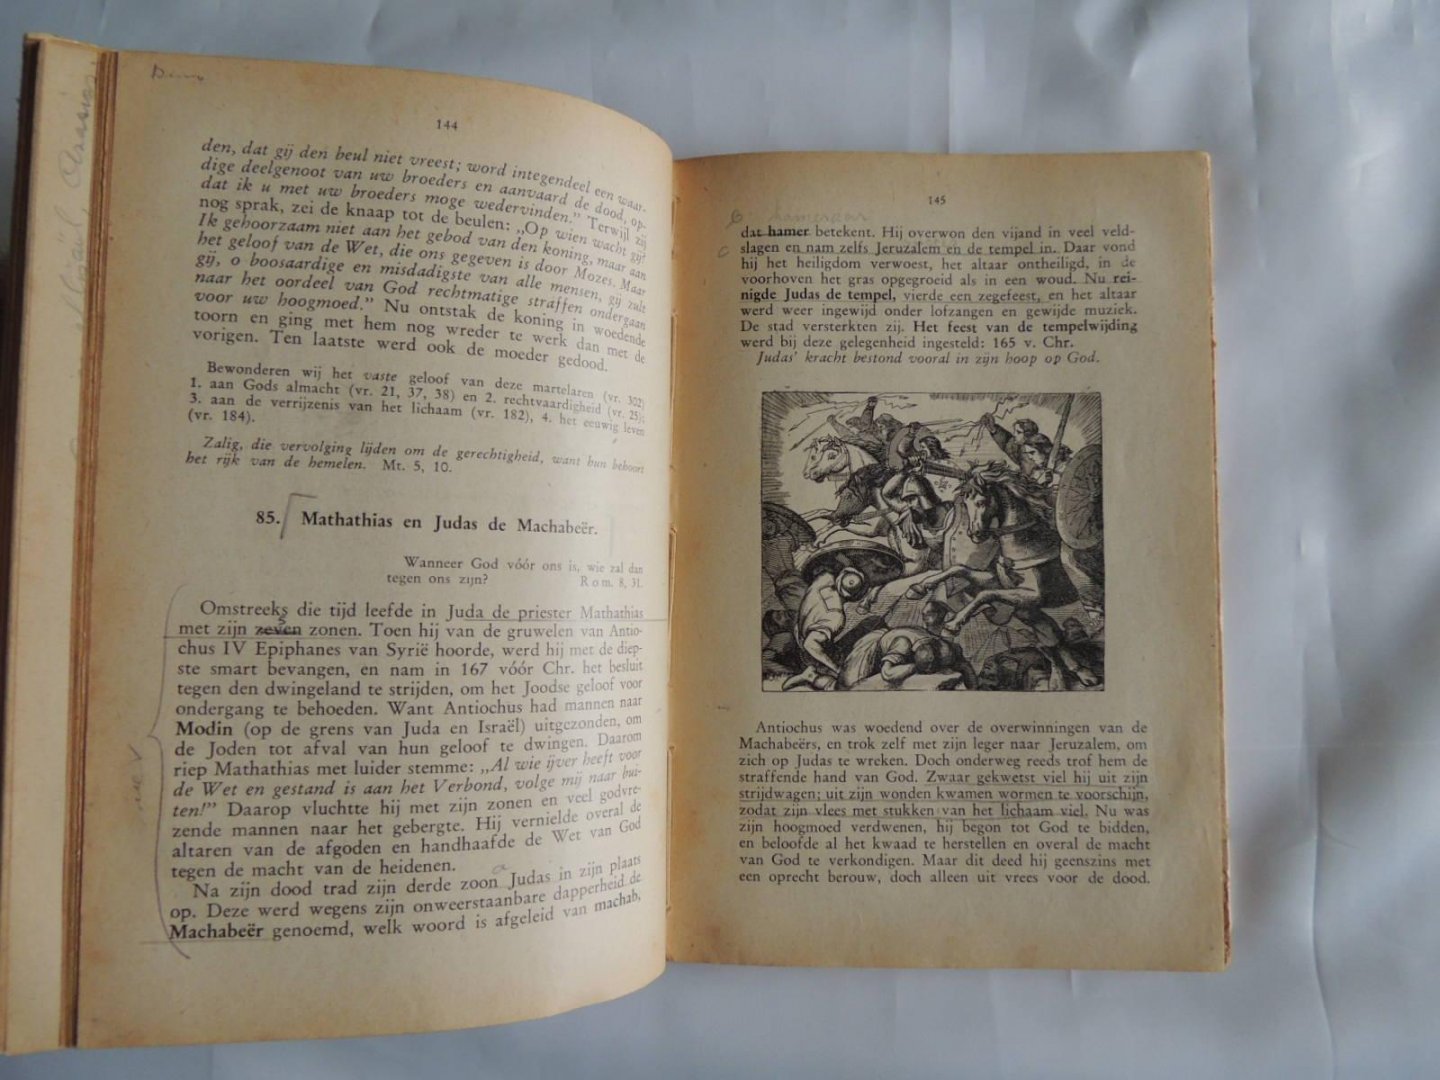 144
den, dat gij den beul niet vreest; word integendeel een waar-
dige deelgenoot van uw broeders en aanvaard de dood, op-
dat ik u met uw broeders moge wedervinden.” Terwijl zij
nog sprak, zei de knaap tot de beulen: „Op wien wacht gij?
Ik gehoorzaam niet aan het gebod van den koning, maar aan
het geloof van de Wet, die ons gegeven is door Mozes. Maar
gij, o boosaardige en misdadigste van alle mensen, gij zult
naar het oordeel van God rechtmatige straffen ondergaan
voor uw hoogmoed.” Nu ontstak de koning in woedende
toorn en ging met hem nog wreder te werk dan met de
vorigen. Ten laatste werd ook de moeder gedood.
Bewonderen wij het vaste geloof van deze martelaren (vr. 302)
1. aan Gods almacht (vr. 21, 37, 38) en 2. rechtvaardigheid (vr. 25);
3. aan de verrijzenis van het lichaam (vr. 182), 4. het eeuwig leven
(vr. 184).
Zalig, die vervolging lijden om de gerechtigheid, want hun behoort
het rijk van de hemelen. Mt. 5, 10.
85. Mathathias en Judas de Machabeër.
Wanneer God vóór ons is, wie zal dan
tegen ons zijn? Rom. 8, 31.
Omstreeks die tijd leefde in Juda de priester Mathathias
met zijn zeven zonen. Toen hij van de gruwelen van Antio-
chus IV Epiphanes van Syrië hoorde, werd hij met de diep-
ste smart bevangen, en nam in 167 vóór Chr. het besluit
tegen den dwingeland te strijden, om het Joodse geloof voor
ondergang te behoeden. Want Antiochus had mannen naar
Modin (op de grens van Juda en Israël) uitgezonden, om
de Joden tot afval van hun geloof te dwingen. Daarom
riep Mathathias met luider stemme: „Al wie ijver heeft voor
de Wet en gestand is aan het Verbond, volge mij naar bui-
ten!” Daarop vluchtte hij met zijn zonen en veel godvre-
zende mannen naar het gebergte. Hij vernielde overal de
altaren van de afgoden en handhaafde de Wet van God
tegen de macht van de heidenen.
Na zijn dood trad zijn derde zoon Judas in zijn plaats
op. Deze werd wegens zijn onweerstaanbare dapperheid de
Machabeër genoemd, welk woord is afgeleid van machab,
145
dat hamer betekent. Hij overwon den vijand in veel veld-
slagen en nam zelfs Jeruzalem en de tempel in. Daar vond
hij het heiligdom verwoest, het altaar ontheiligd, in de
voorhoven het gras opgegroeid als in een woud. Nu rei-
nigde Judas de tempel, vierde een zegefeest, en het altaar
werd weer ingewijd onder lofzangen en gewijde muziek.
De stad versterkten zij. Het feest van de tempelwijding
werd bij deze gelegenheid ingesteld: 165 v. Chr.
Judas’ kracht bestond vooral in zijn hoop op God.
Antiochus was woedend over de overwinningen van de
Machabeërs, en trok zelf met zijn leger naar Jeruzalem, om
zich op Judas te wreken. Doch onderweg reeds trof hem de
straffende hand van God. Zwaar gekwetst viel hij uit zijn
strijdwagen; uit zijn wonden kwamen wormen te voorschijn,
zodat zijn vlees met stukken van het lichaam viel. Nu was
zijn hoogmoed verdwenen, hij begon tot God te bidden,
en beloofde al het kwaad te herstellen en overal de macht
van God te verkondigen. Maar dit deed hij geenszins met
een oprecht berouw, doch alleen uit vrees voor de dood.